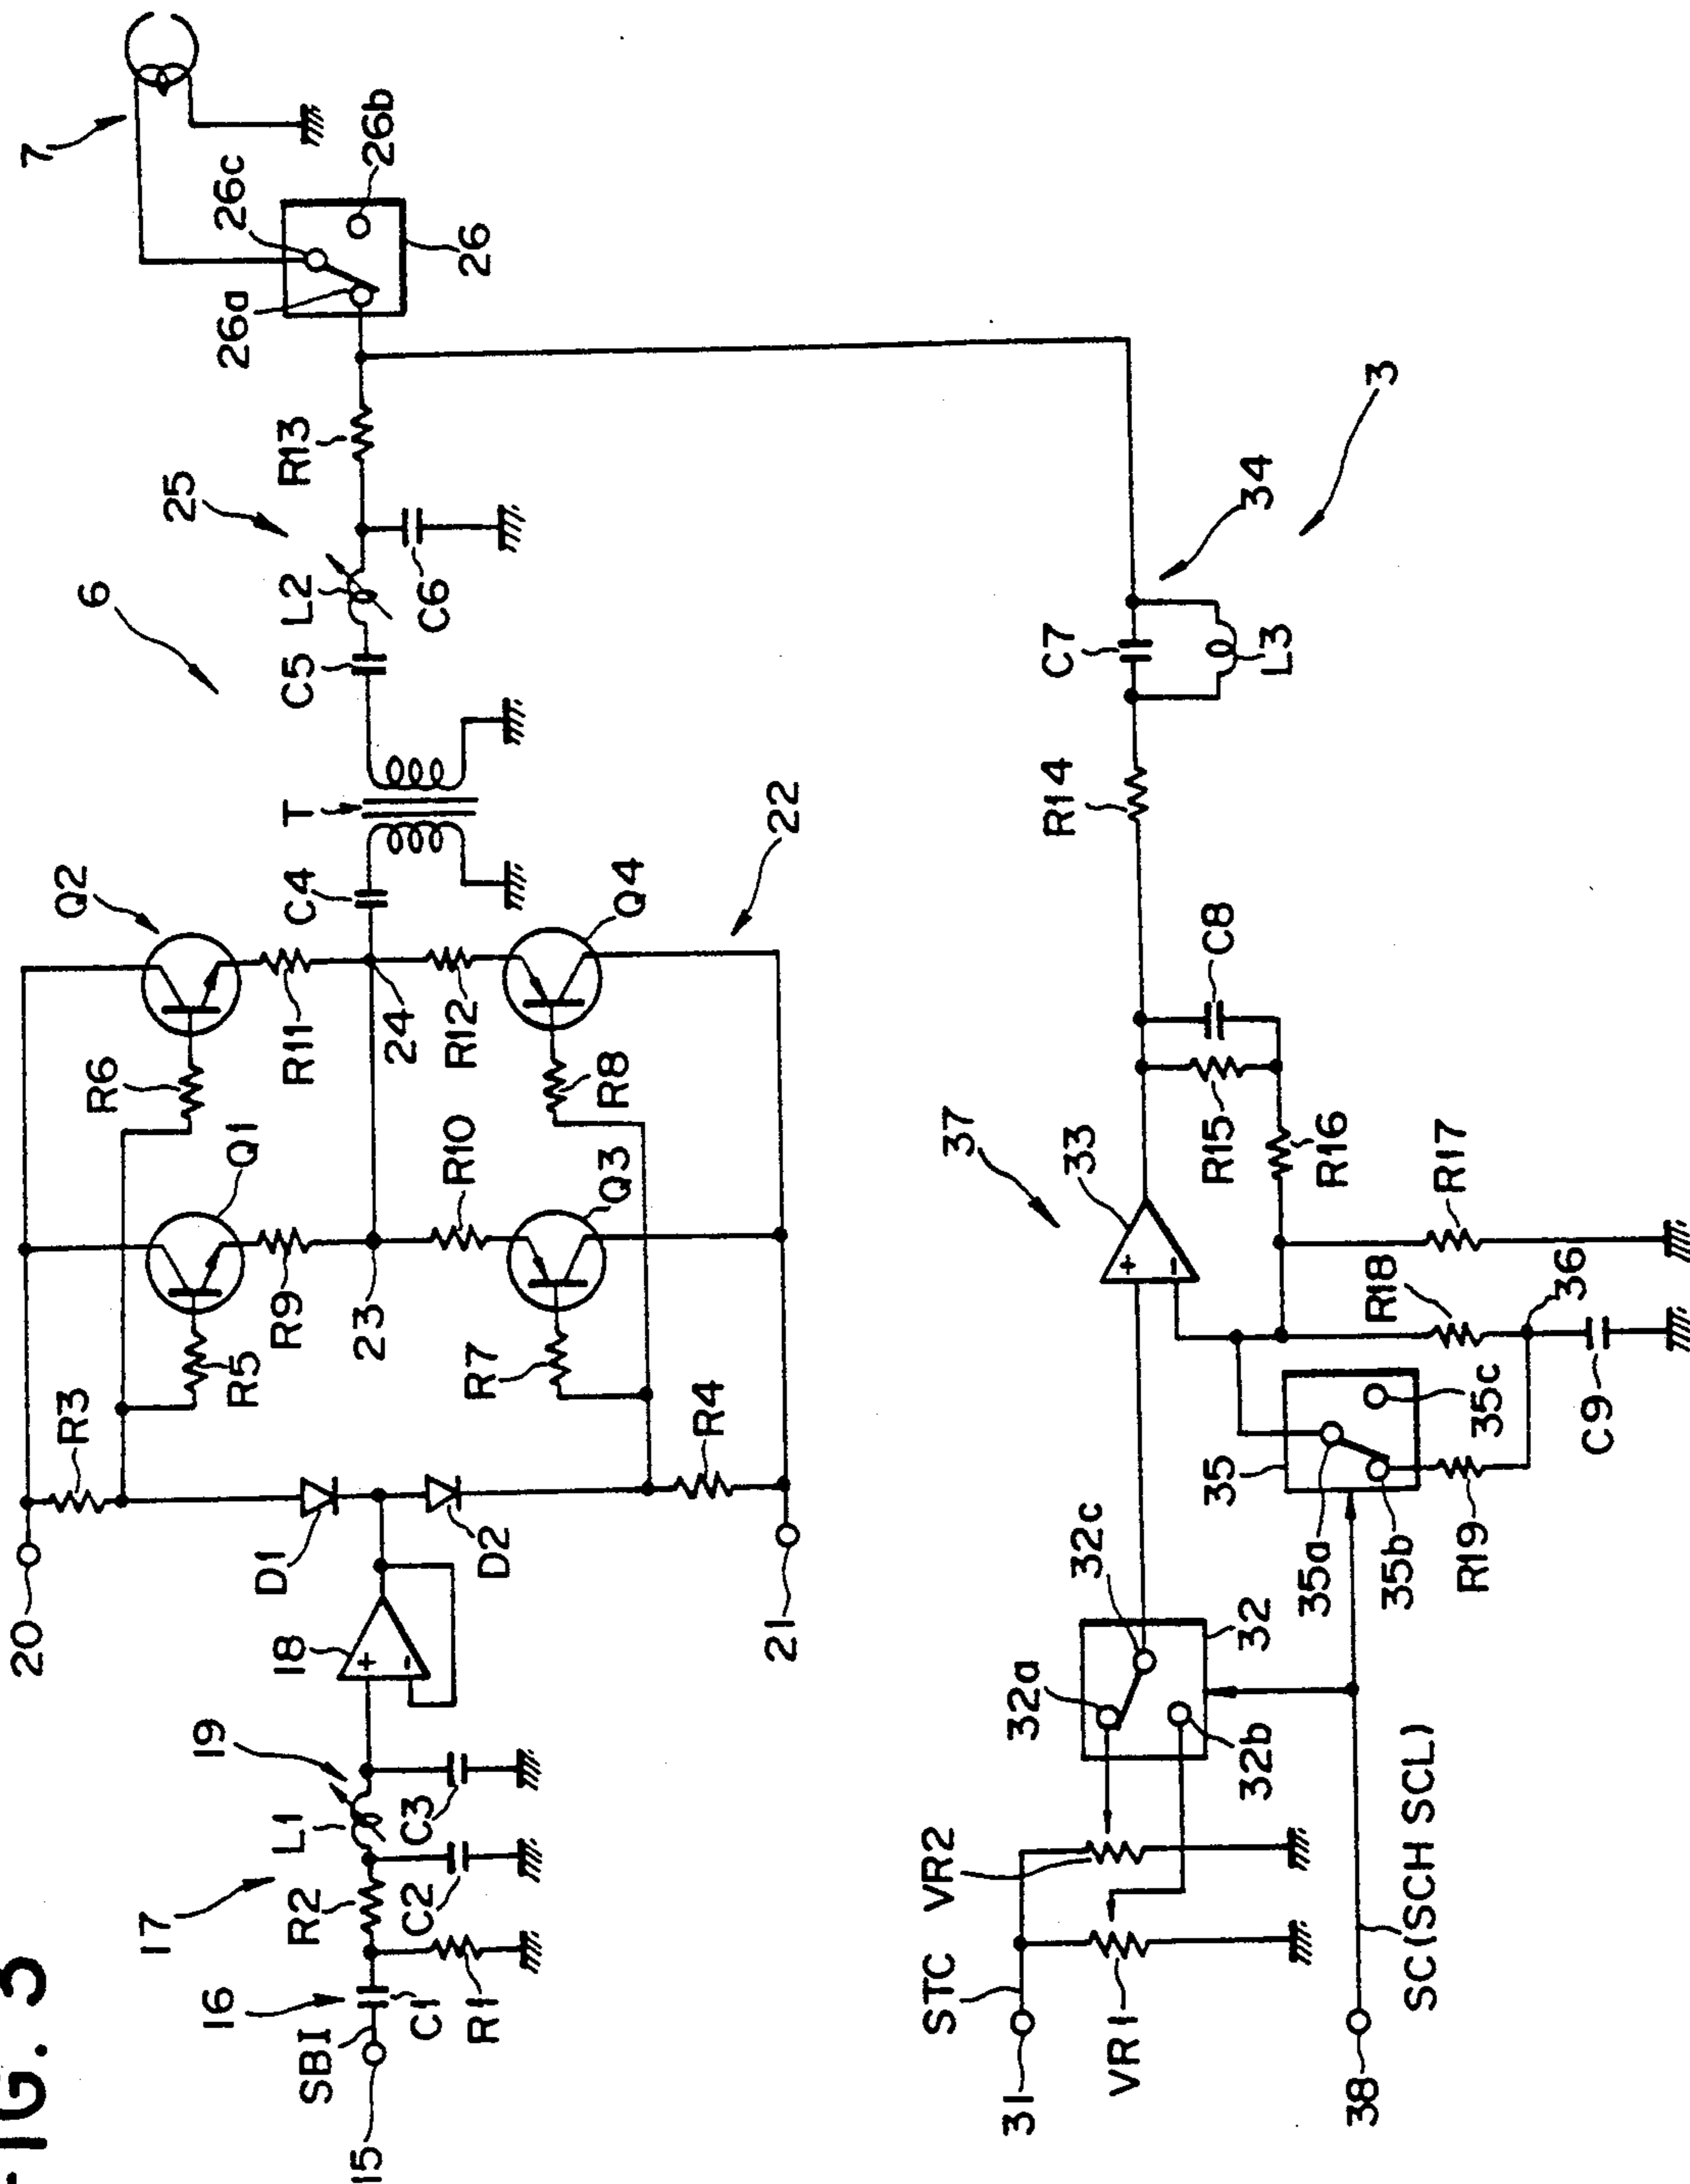 FIG. 3
20
R3
R5
Q1
R6
Q2
6
25
7
26c
26b
26a
26
15
SBI
16
C1
R1
17
R2
C2
L1
19
C3
18
D1
D2
R9
23
R10
R11
24
R12
C4
T
C5
L2
C6
R13
R7
Q3
R8
Q4
R4
21
22
31
STC
VR1
VR2
32a
32b
32c
32
37
33
R15
C8
R16
R14
C7
L3
34
3
38
SC(SCH SCL)
35
35a
35b
35c
R19
R18
R17
36
C9